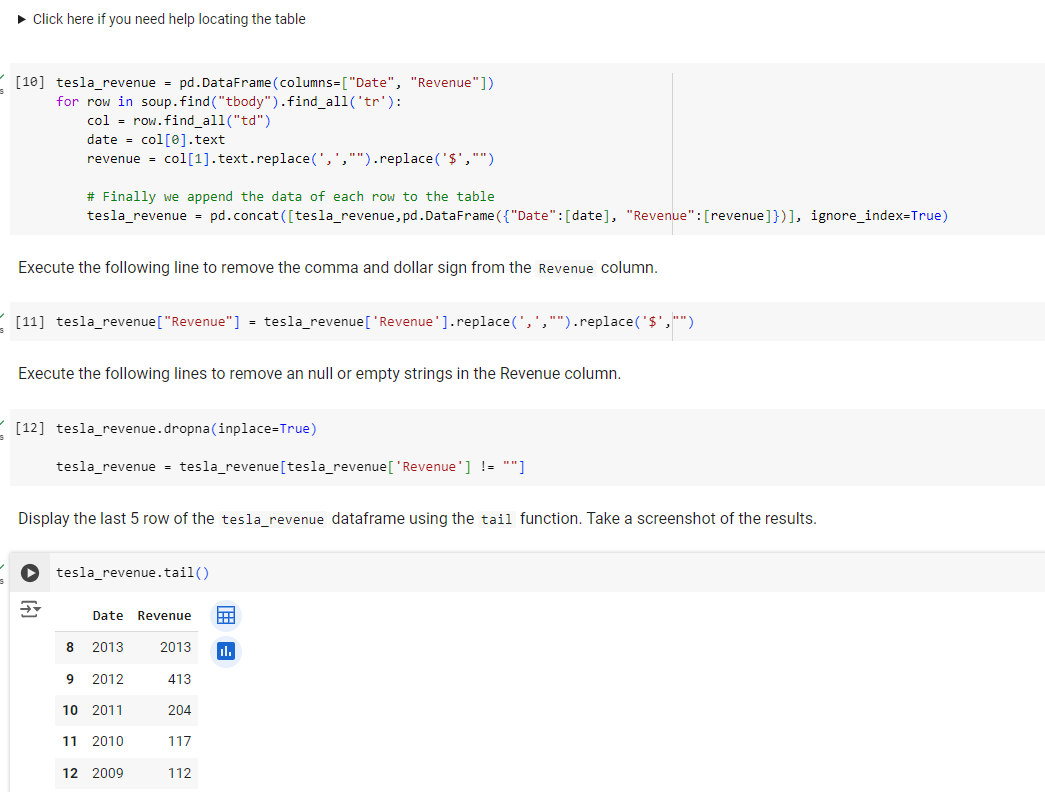 ▶ Click here if you need help locating the table
[10] tesla_revenue = pd.DataFrame(columns=["Date", "Revenue"])
for row in soup.find("tbody").find_all('tr'):
    col = row.find_all("td")
    date = col[0].text
    revenue = col[1].text.replace(',',"").replace('$',"")
    # Finally we append the data of each row to the table
    tesla_revenue = pd.concat([tesla_revenue,pd.DataFrame({"Date":[date], "Revenue":[revenue]})], ignore_index=True)
Execute the following line to remove the comma and dollar sign from the Revenue column.
[11] tesla_revenue["Revenue"] = tesla_revenue['Revenue'].replace(',',"").replace('$',"")
Execute the following lines to remove an null or empty strings in the Revenue column.
[12] tesla_revenue.dropna(inplace=True)
tesla_revenue = tesla_revenue[tesla_revenue['Revenue'] != ""]
Display the last 5 row of the tesla_revenue dataframe using the tail function. Take a screenshot of the results.
tesla_revenue.tail()
Date Revenue
8 2013 2013
9 2012 413
10 2011 204
11 2010 117
12 2009 112